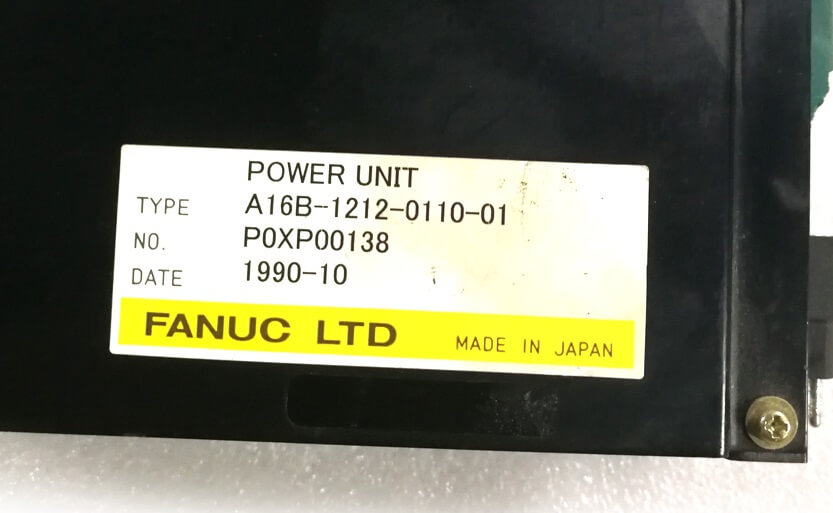 POWER UNIT
TYPE A16B-1212-0110-01
NO. P0XP00138
DATE 1990-10
FANUC LTD MADE IN JAPAN